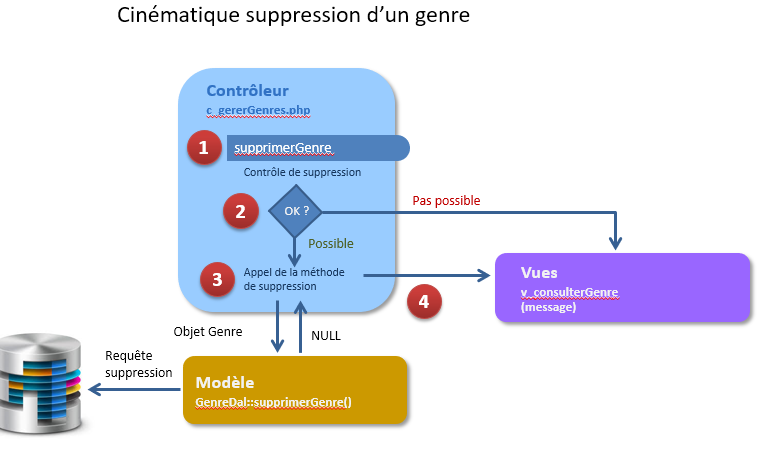 Cinématique suppression d’un genre
Contrôleur
c_gererGenres.php
1
supprimerGenre
Contrôle de suppression
2
OK ?
Pas possible
Possible
3
Appel de la méthode
de suppression
4
Vues
v_consulterGenre
(message)
Objet Genre
NULL
Requête
suppression
Modèle
GenreDal::supprimerGenre()